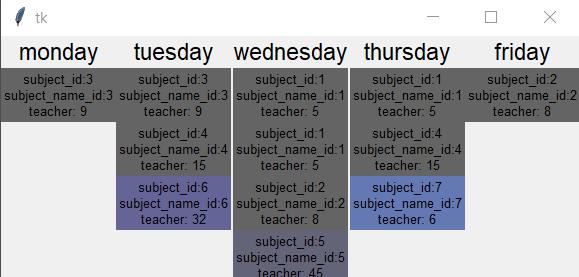 tk
monday tuesday wednesday thursday friday
subject_id:3 subject_id:3 subject_id:1 subject_id:1 subject_id:2
subject_name_id:3 subject_name_id:3 subject_name_id:1 subject_name_id:1 subject_name_id:2
teacher: 9 teacher: 9 teacher: 5 teacher: 5 teacher: 8
subject_id:4 subject_id:1 subject_id:4
subject_name_id:4 subject_name_id:1 subject_name_id:4
teacher: 15 teacher: 5 teacher: 15
subject_id:6 subject_id:2 subject_id:7
subject_name_id:6 subject_name_id:2 subject_name_id:7
teacher: 32 teacher: 8 teacher: 6
subject_id:5
subject_name_id:5
teacher: 45